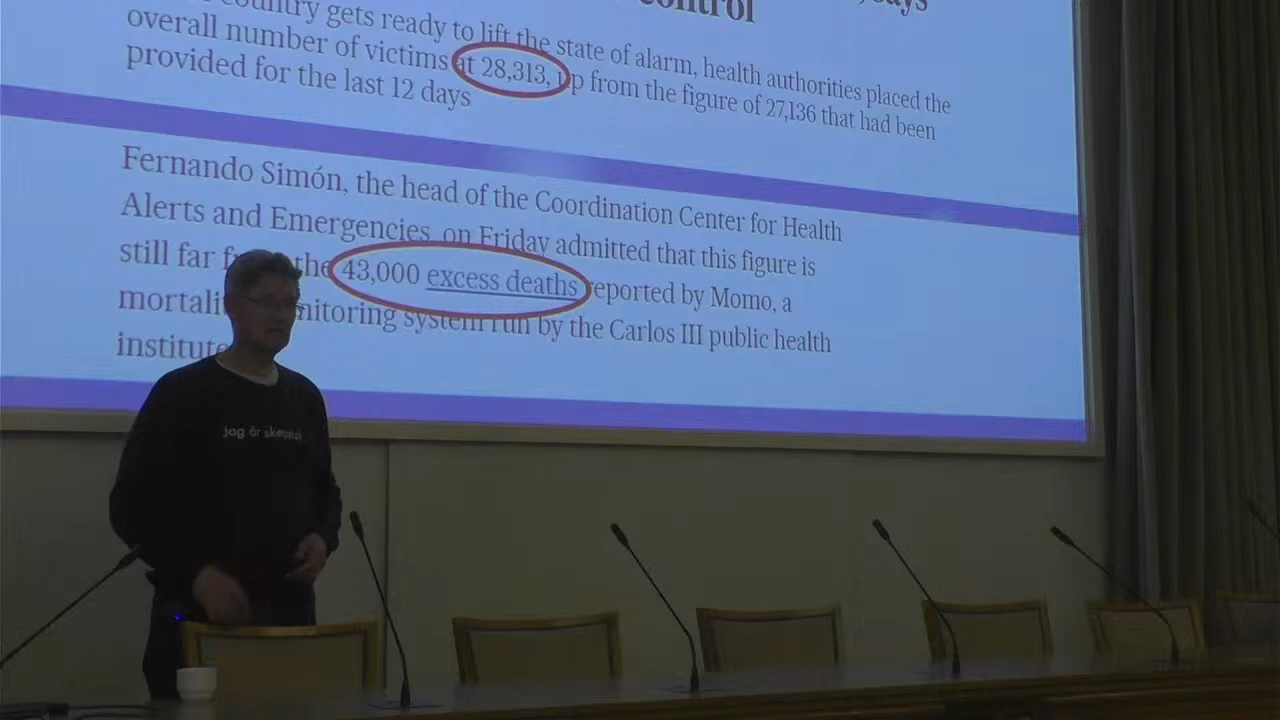 control
says
country gets ready to lift the state of alarm, health authorities placed the
overall number of victims at 28,313, up from the figure of 27,136 that had been
provided for the last 12 days
Fernando Simón, the head of the Coordination Center for Health
Alerts and Emergencies, on Friday admitted that this figure is
still far the 43,000 excess deaths reported by Momo, a
system run by the Carlos III public health
institute
jag är